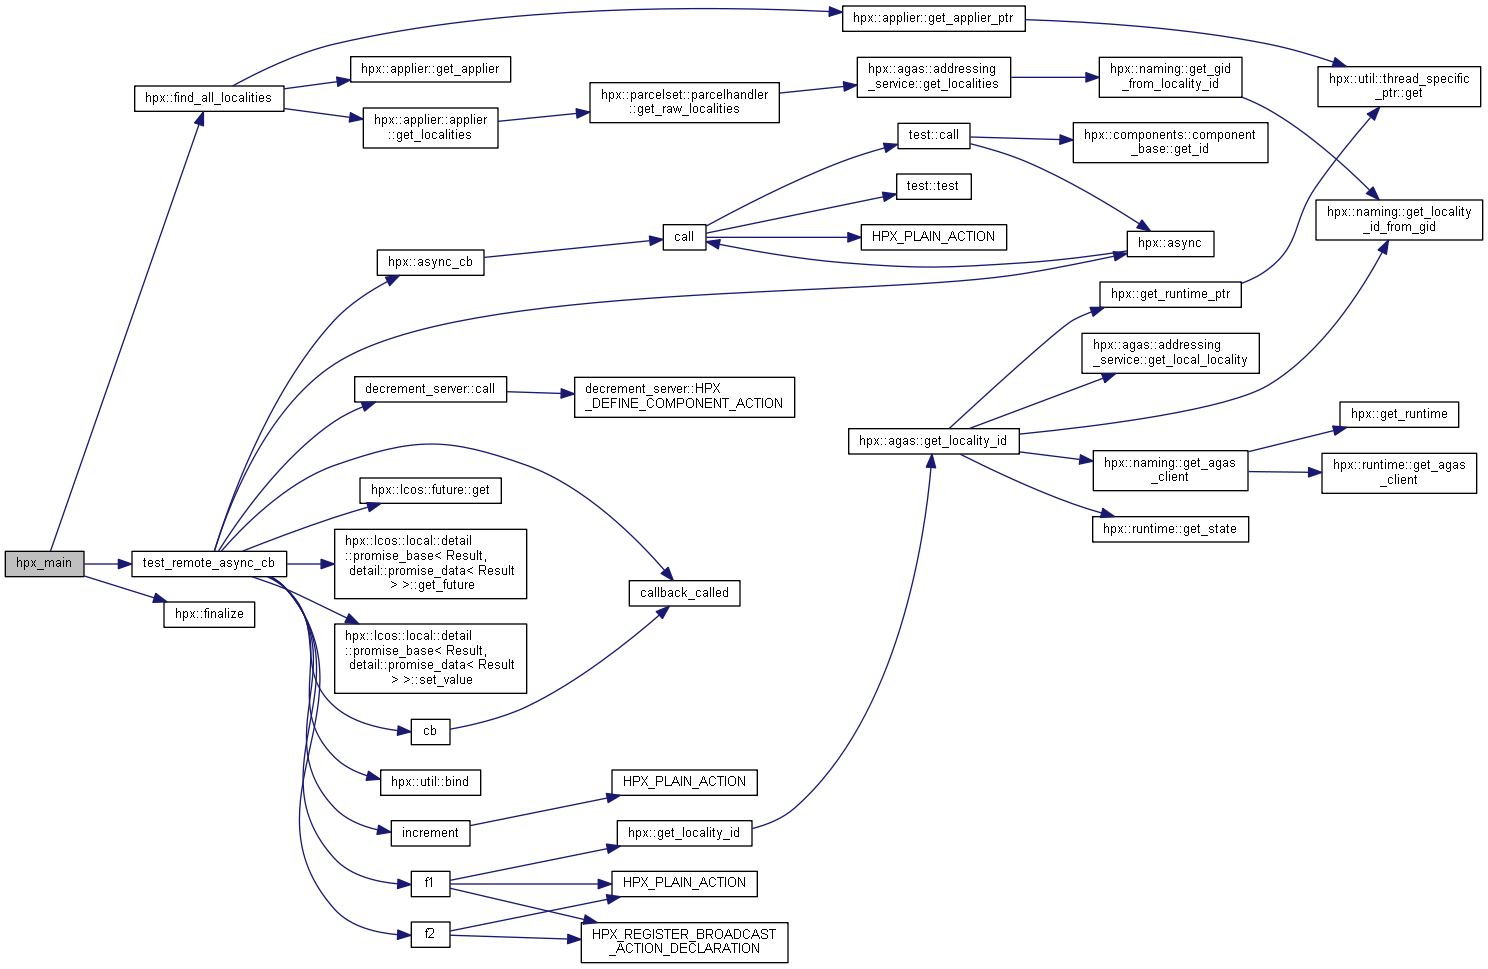 hpx_main
hpx::find_all_localities
test_remote_async_cb
hpx::finalize
hpx::applier::get_applier
hpx::applier::applier
::get_localities
hpx::async_cb
decrement_server::call
hpx::lcos::future::get
hpx::lcos::local::detail
::promise_base< Result,
detail::promise_data< Result
> >::get_future
hpx::lcos::local::detail
::promise_base< Result,
detail::promise_data< Result
> >::set_value
cb
hpx::util::bind
increment
f1
f2
hpx::parcelset::parcelhandler
::get_raw_localities
call
decrement_server::HPX
_DEFINE_COMPONENT_ACTION
callback_called
HPX_PLAIN_ACTION
hpx::get_locality_id
HPX_PLAIN_ACTION
HPX_REGISTER_BROADCAST
_ACTION_DECLARATION
hpx::applier::get_applier_ptr
hpx::agas::addressing
_service::get_localities
test::call
test::test
HPX_PLAIN_ACTION
hpx::agas::get_locality_id
hpx::naming::get_gid
_from_locality_id
hpx::components::component
_base::get_id
hpx::async
hpx::get_runtime_ptr
hpx::agas::addressing
_service::get_local_locality
hpx::naming::get_agas
_client
hpx::runtime::get_state
hpx::util::thread_specific
_ptr::get
hpx::naming::get_locality
_id_from_gid
hpx::get_runtime
hpx::runtime::get_agas
_client